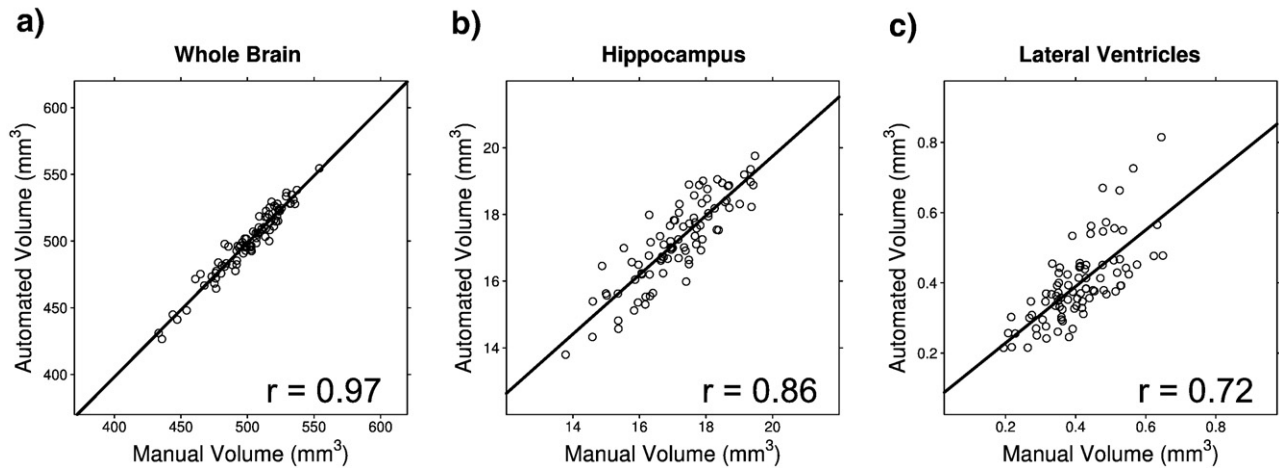 a)
Whole Brain
Automated Volume (mm³)
600
550
500
450
400
r = 0.97
400 450 500 550 600
Manual Volume (mm³)
b)
Hippocampus
Automated Volume (mm³)
20
18
16
14
r = 0.86
14 16 18 20
Manual Volume (mm³)
c)
Lateral Ventricles
Automated Volume (mm³)
0.8
0.6
0.4
0.2
r = 0.72
0.2 0.4 0.6 0.8
Manual Volume (mm³)